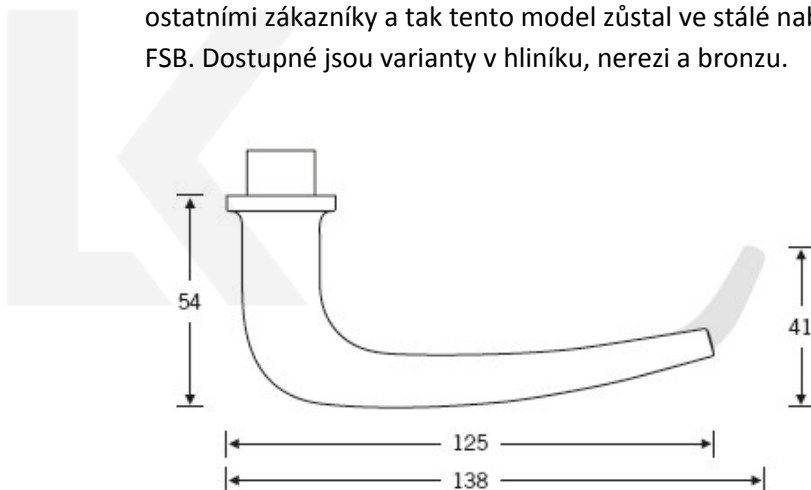 ostatními zákazníky a tak tento model zůstal ve stálé
FSB. Dostupné jsou varianty v hliníku, nerezi a bronzu.
54
41
125
138
LK